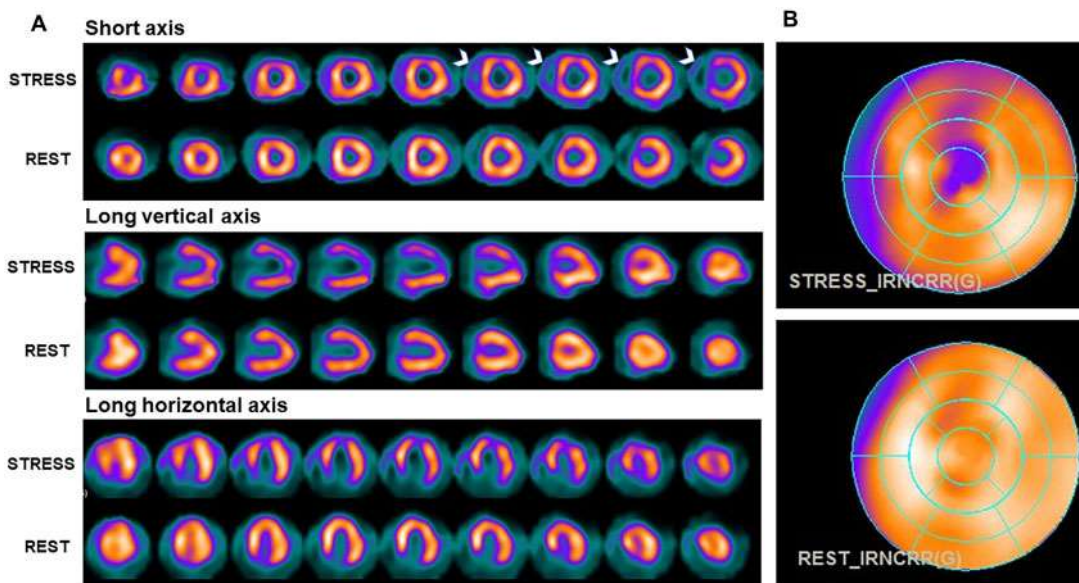 A
B
Short axis
STRESS
REST
Long vertical axis
STRESS
REST
Long horizontal axis
STRESS
REST
STRESS_IRNCRR(G)
REST_IRNCRR(G)